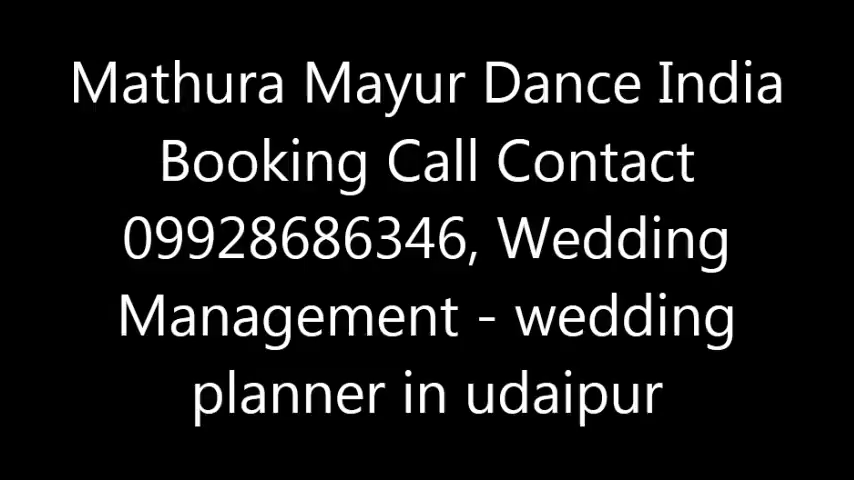 Mathura Mayur Dance India
Booking Call Contact
09928686346, Wedding
Management - wedding
planner in udaipur